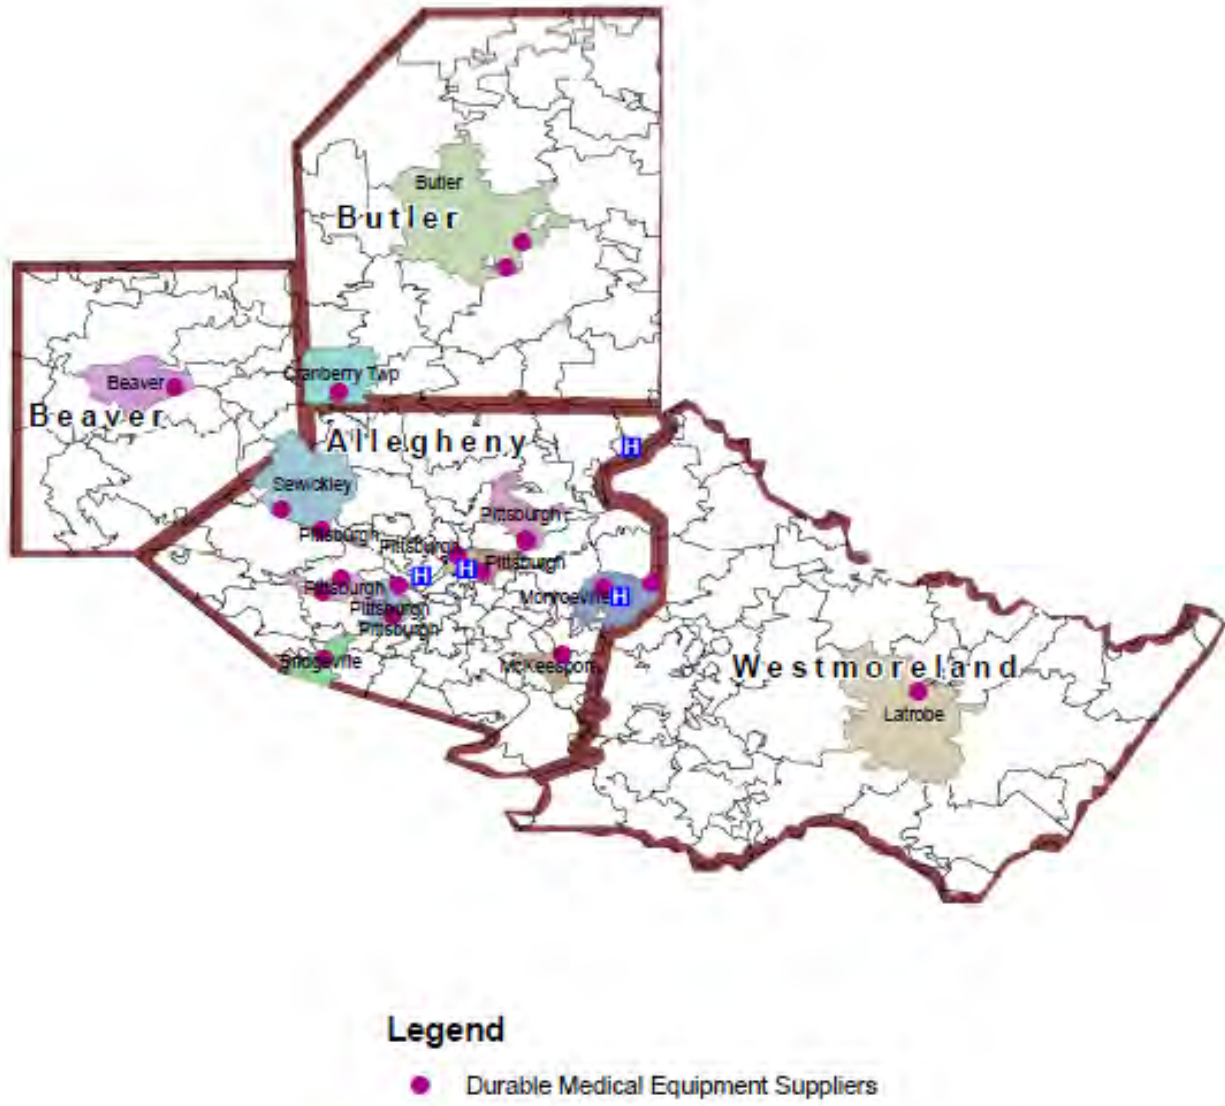 Butler
Butler
Cranberry Twp
Beaver
Beaver
Allegheny
H
Sewickley
Pittsburgh
Pittsburgh
Pittsburgh
Pittsburgh
H
H
Pittsburgh
Monroeville
H
Pittsburgh
Pittsburgh
Bridgeville
McKeesport
Westmoreland
Latrobe
Legend
Durable Medical Equipment Suppliers